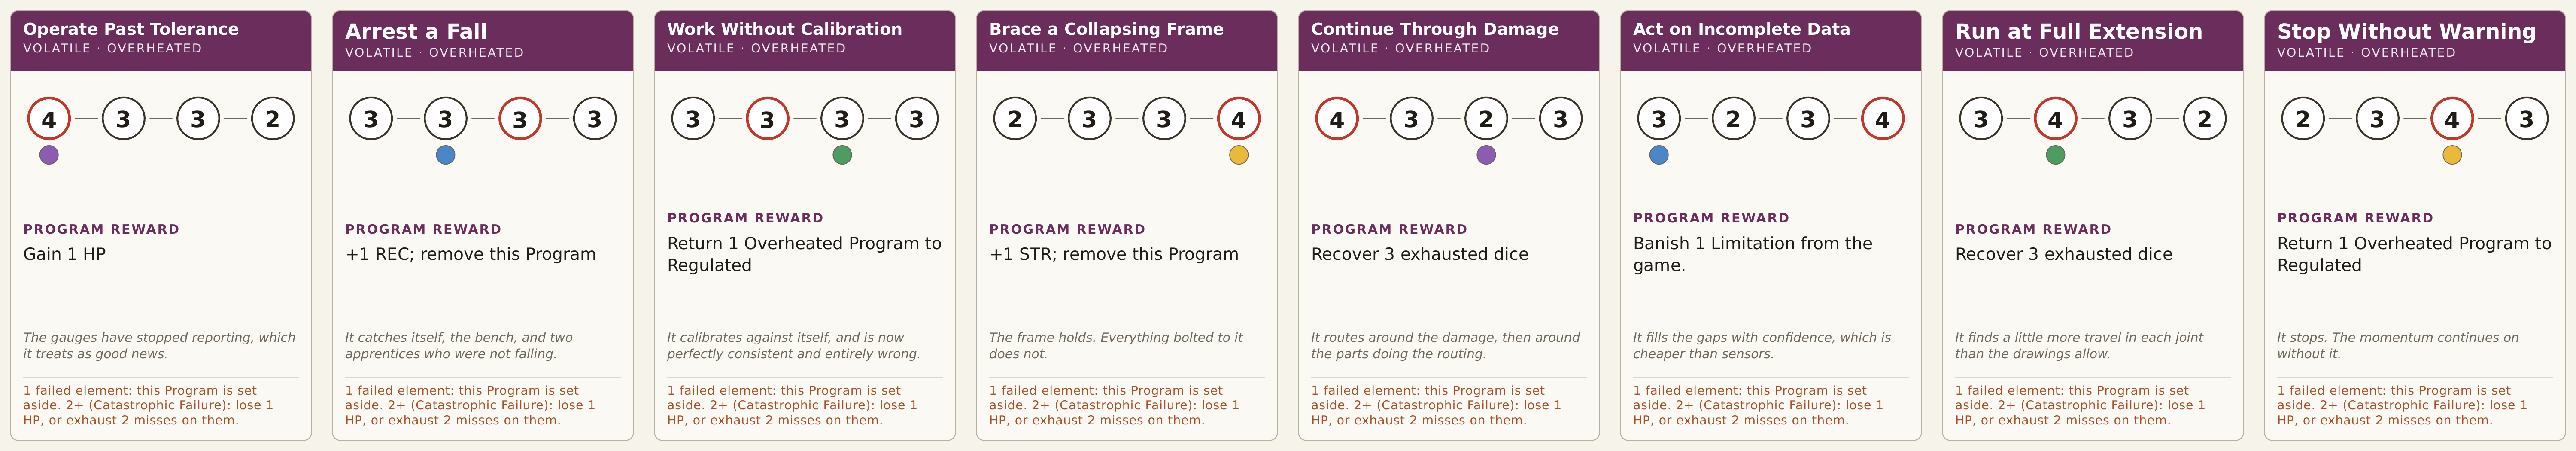 Operate Past Tolerance
VOLATILE · OVERHEATED
4 3 3 2
PROGRAM REWARD
Gain 1 HP
The gauges have stopped reporting, which
it treats as good news.
1 failed element: this Program is set
aside. 2+ (Catastrophic Failure): lose 1
HP, or exhaust 2 misses on them.
Arrest a Fall
VOLATILE · OVERHEATED
3 3 3 3
PROGRAM REWARD
+1 REC; remove this Program
It catches itself, the bench, and two
apprentices who were not falling.
1 failed element: this Program is set
aside. 2+ (Catastrophic Failure): lose 1
HP, or exhaust 2 misses on them.
Work Without Calibration
VOLATILE · OVERHEATED
3 3 3 3
PROGRAM REWARD
Return 1 Overheated Program to
Regulated
It calibrates against itself, and is now
perfectly consistent and entirely wrong.
1 failed element: this Program is set
aside. 2+ (Catastrophic Failure): lose 1
HP, or exhaust 2 misses on them.
Brace a Collapsing Frame
VOLATILE · OVERHEATED
2 3 3 4
PROGRAM REWARD
+1 STR; remove this Program
The frame holds. Everything bolted to it
does not.
1 failed element: this Program is set
aside. 2+ (Catastrophic Failure): lose 1
HP, or exhaust 2 misses on them.
Continue Through Damage
VOLATILE · OVERHEATED
4 3 2 3
PROGRAM REWARD
Recover 3 exhausted dice
It routes around the damage, then around
the parts doing the routing.
1 failed element: this Program is set
aside. 2+ (Catastrophic Failure): lose 1
HP, or exhaust 2 misses on them.
Act on Incomplete Data
VOLATILE · OVERHEATED
3 2 3 4
PROGRAM REWARD
Banish 1 Limitation from the
game.
It fills the gaps with confidence, which is
cheaper than sensors.
1 failed element: this Program is set
aside. 2+ (Catastrophic Failure): lose 1
HP, or exhaust 2 misses on them.
Run at Full Extension
VOLATILE · OVERHEATED
3 4 3 2
PROGRAM REWARD
Recover 3 exhausted dice
It finds a little more travel in each joint
than the drawings allow.
1 failed element: this Program is set
aside. 2+ (Catastrophic Failure): lose 1
HP, or exhaust 2 misses on them.
Stop Without Warning
VOLATILE · OVERHEATED
2 3 4 3
PROGRAM REWARD
Return 1 Overheated Program to
Regulated
It stops. The momentum continues on
without it.
1 failed element: this Program is set
aside. 2+ (Catastrophic Failure): lose 1
HP, or exhaust 2 misses on them.